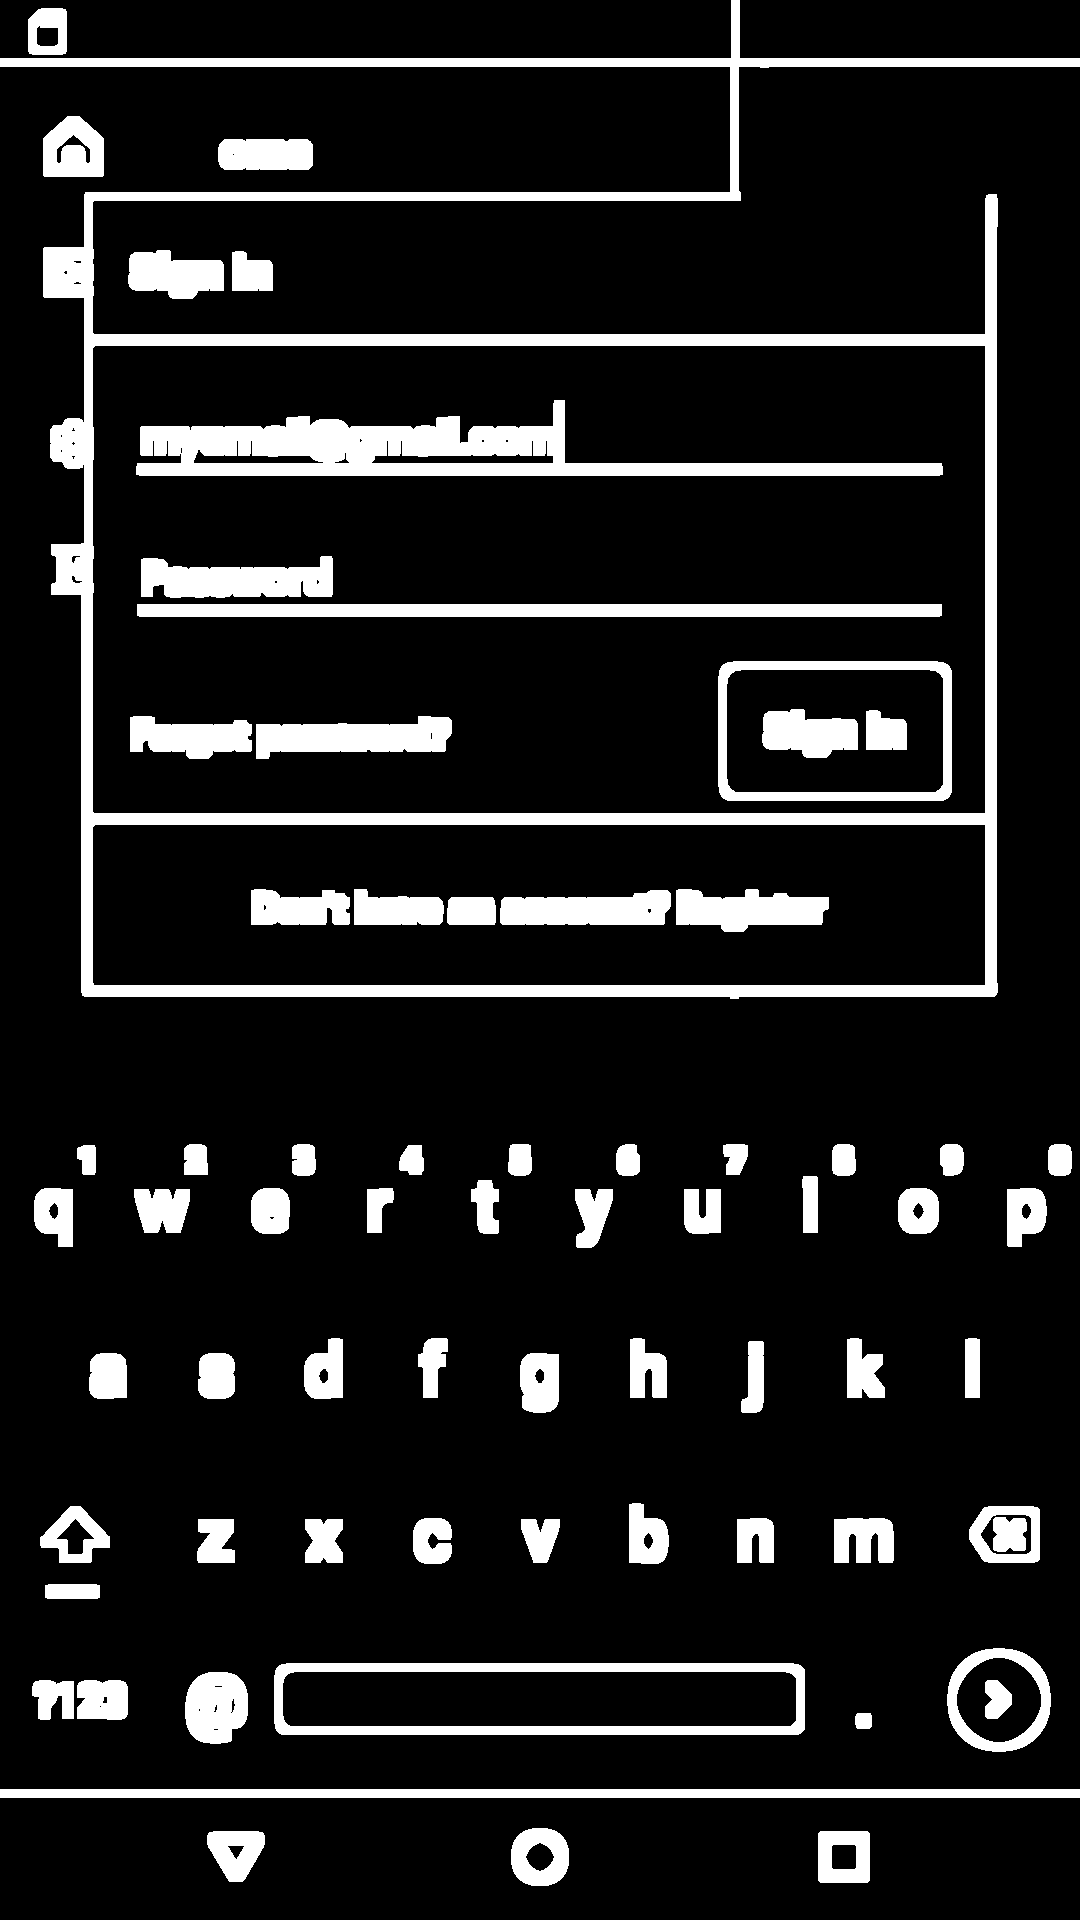 Sign in
myemail@gmail.com
Password
Forgot password?
Sign in
Don't have an account? Register
1 2 3 4 5 6 7 8 9 0
q w e r t y u i o p
a s d f g h j k l
z x c v b n m
?123 @ .